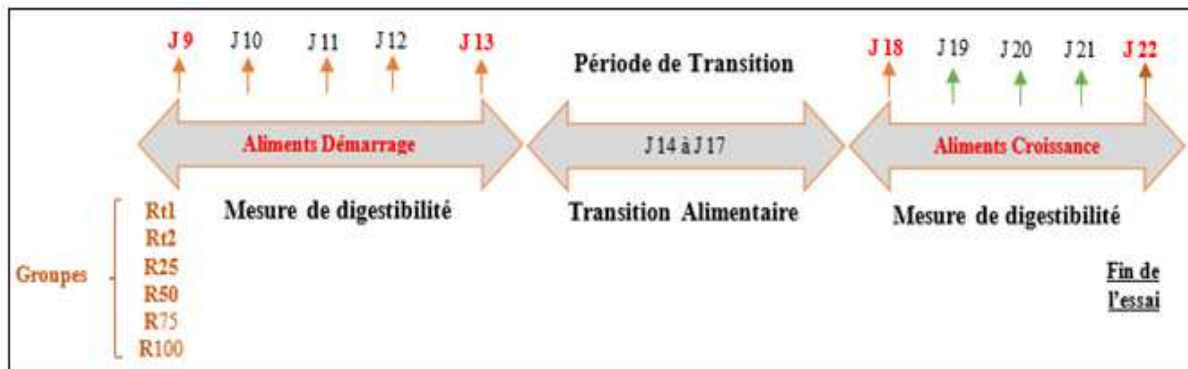 J 9 J 10 J 11 J 12 J 13
Période de Transition
J 18 J 19 J 20 J 21 J 22
Aliments Démarrage
J 14 à J 17
Aliments Croissance
Mesure de digestibilité
Transition Alimentaire
Mesure de digestibilité
Groupes
Rt1
Rt2
R25
R50
R75
R100
Fin de
l'essai